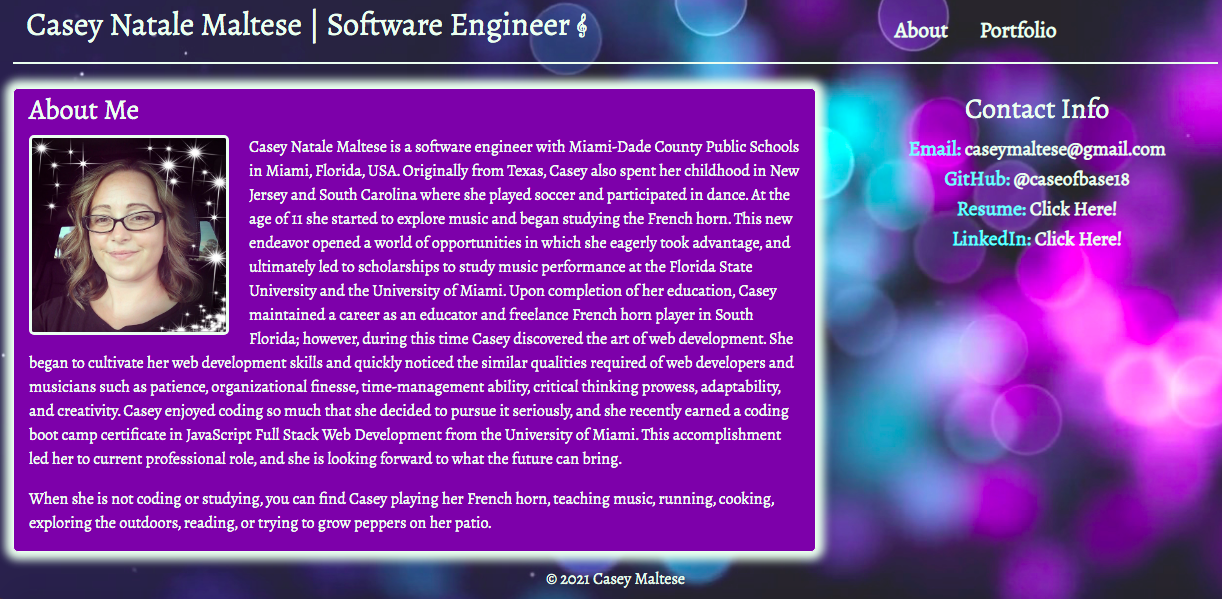 Casey Natale Maltese | Software Engineer
About Portfolio
About Me
Casey Natale Maltese is a software engineer with Miami-Dade County Public Schools
in Miami, Florida, USA. Originally from Texas, Casey also spent her childhood in New
Jersey and South Carolina where she played soccer and participated in dance. At the
age of 11 she started to explore music and began studying the French horn. This new
endeavor opened a world of opportunities in which she eagerly took advantage, and
ultimately led to scholarships to study music performance at the Florida State
University and the University of Miami. Upon completion of her education, Casey
maintained a career as an educator and freelance French horn player in South
Florida; however, during this time Casey discovered the art of web development. She
began to cultivate her web development skills and quickly noticed the similar qualities required of web developers and
musicians such as patience, organizational finesse, time-management ability, critical thinking prowess, adaptability,
and creativity. Casey enjoyed coding so much that she decided to pursue it seriously, and she recently earned a coding
boot camp certificate in JavaScript Full Stack Web Development from the University of Miami. This accomplishment
led her to current professional role, and she is looking forward to what the future can bring.
When she is not coding or studying, you can find Casey playing her French horn, teaching music, running, cooking,
exploring the outdoors, reading, or trying to grow peppers on her patio.
Contact Info
Email: caseymaltese@gmail.com
GitHub: @caseofbase18
Resume: Click Here!
LinkedIn: Click Here!
© 2021 Casey Maltese